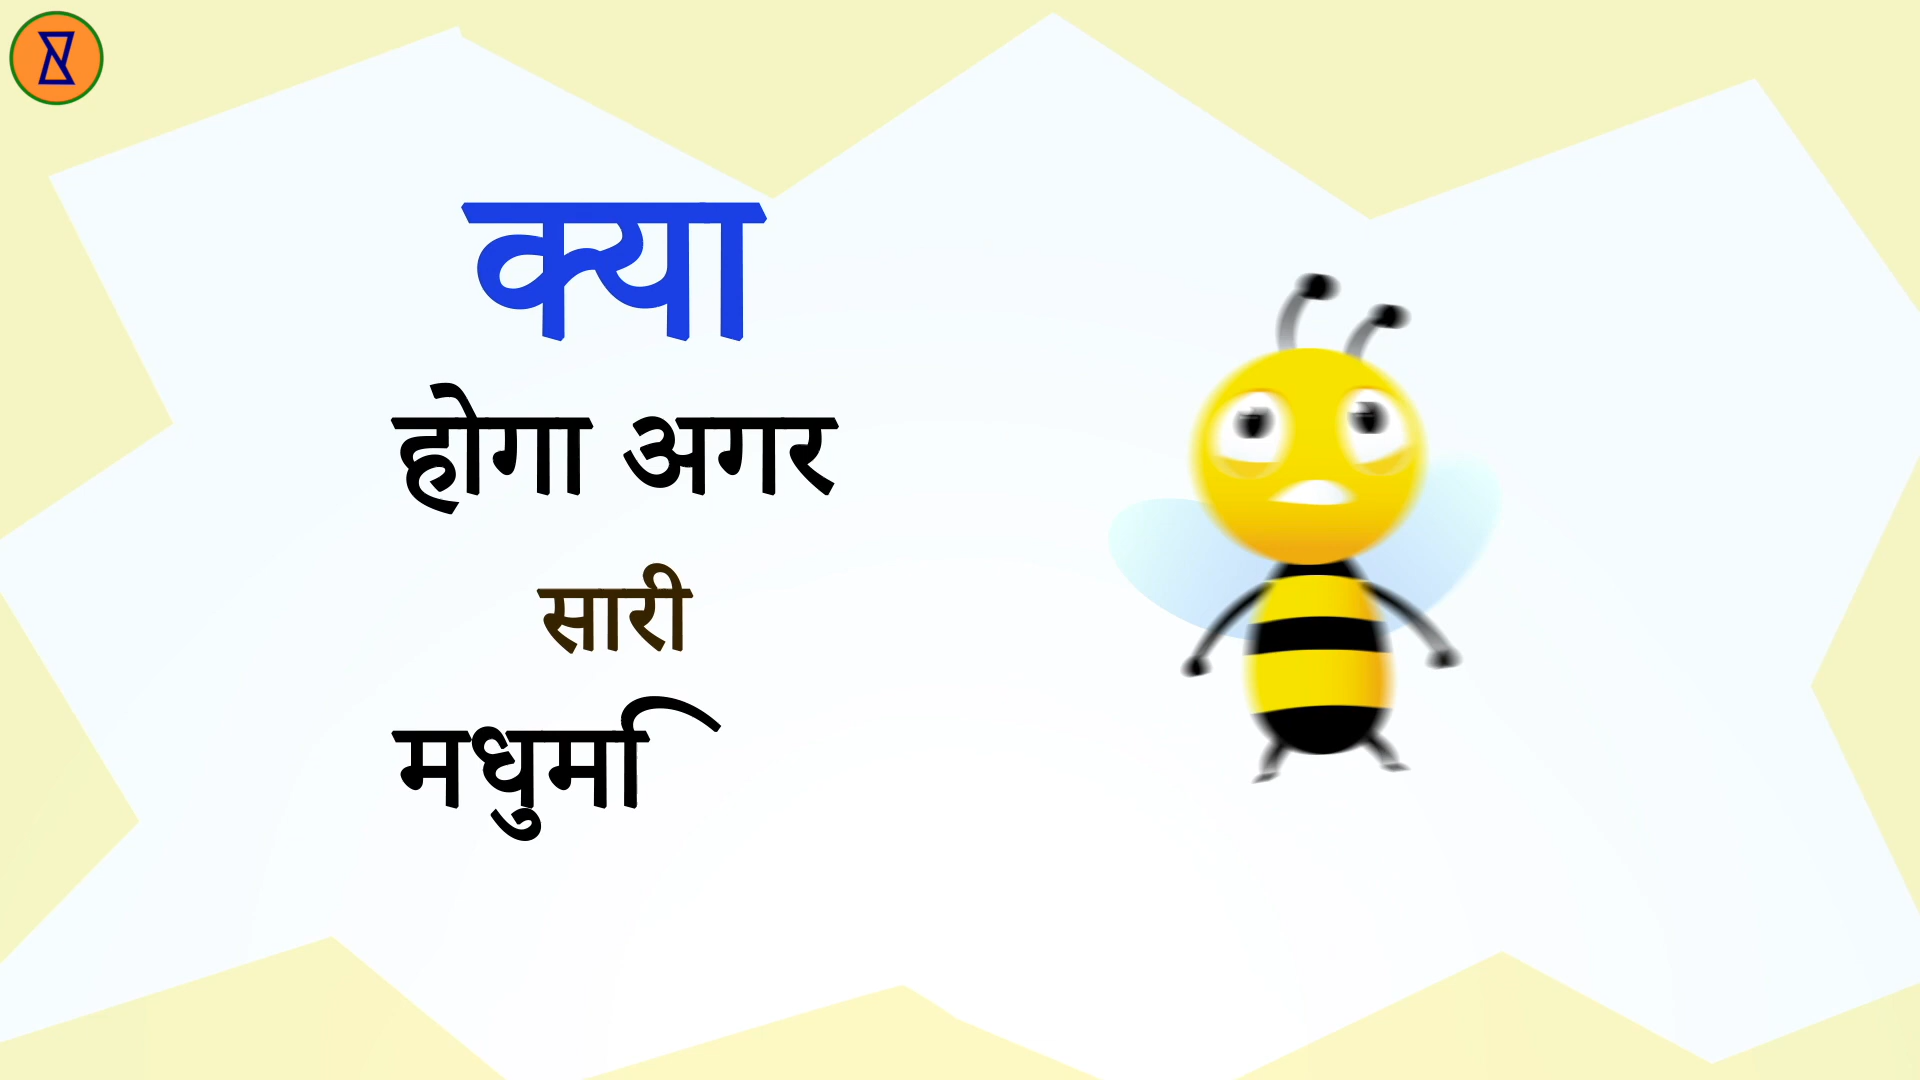 क्या
होगा अगर
सारी
मधुमि